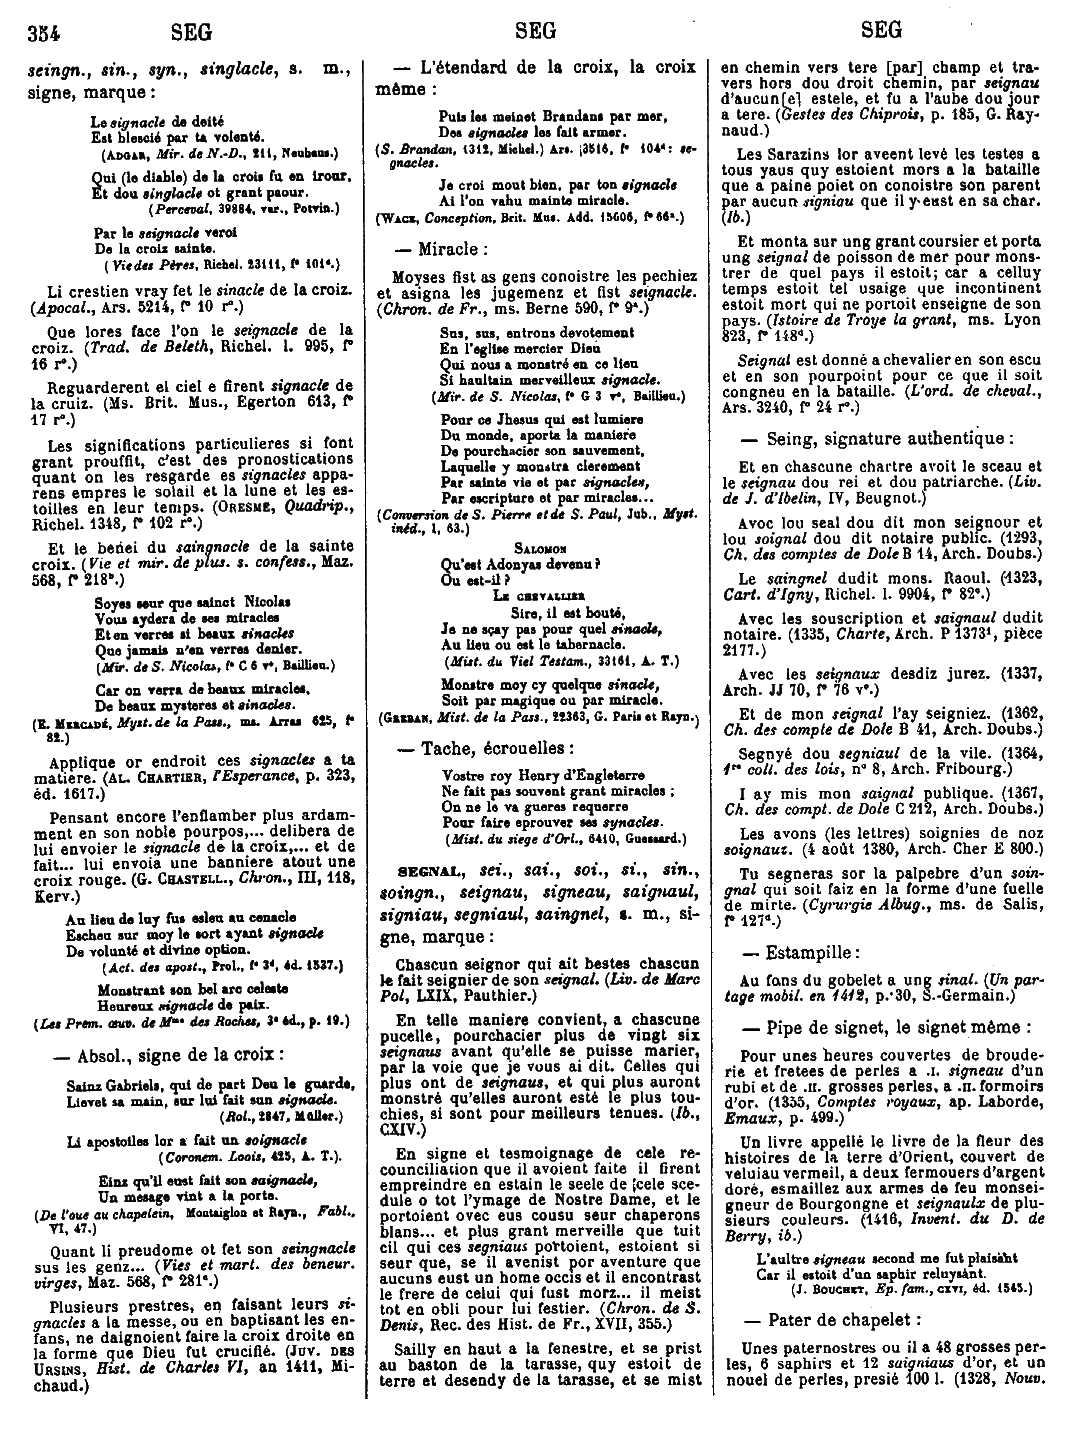 354 SEG SEG SEG
seingn., sin., syn., singlacle, s. m.,
signe, marque :
Le signacle de deité
Est blescié par ta volenté.
(ADGAR, Mir. de N.-D., 211, Neuhaus.)
Qui (le diable) de la crois fu en irour,
Et dou singlacle ot grant paour.
(Perceval, 39884, var., Potvin.)
Par le seignacle veroi
De la croix sainte.
(Vie des Pères, Richel. 23111, f° 101ᵃ.)
Li crestien vray fet le sinacle de la croiz.
(Apocal., Ars. 5214, f° 10 r°.)
Que lores face l'on le seignacle de la
croiz. (Trad. de Beleth, Richel. l. 995, f°
16 r°.)
Reguarderent el ciel e firent signacle de
la cruiz. (Ms. Brit. Mus., Egerton 613, f°
17 r°.)
Les significations particulieres si font
grant prouffit, c'est des pronostications
quant on les resgarde es signacles appa-
rens empres le solail et la lune et les es-
toilles en leur temps. (ORESME, Quadrip.,
Richel. 1348, f° 102 r°.)
Et le beñei du saingnacle de la sainte
croix. (Vie et mir. de plus. s. confess., Maz.
568, f° 218ᵇ.)
Soyes seur que sainct Nicolas
Vous aydera de ses miracles
Et en verres si beaux sinacles
Que jamais n'en verres denier.
(Mir. de S. Nicolas, f° C 6 v°, Baillieu.)
Car on verra de beaux miracles,
De beaux mysteres et sinacles.
(E. MERCADÉ, Myst. de la Pass., ms. Arras 625, f°
82.)
Applique or endroit ces signacles a ta
matiere. (AL. CHARTIER, l'Esperance, p. 323,
éd. 1617.)
Pensant encore l'enflamber plus ardam-
ment en son noble pourpos,... delibera de
lui envoier le signacle de la croix,... et de
fait... lui envoia une banniere atout une
croix rouge. (G. CHASTELL., Chron., III, 118,
Kerv.)
Au lieu de luy fus esleu au cenacle
Escheu sur moy le sort ayant signacle
De volunté et divine option.
(Act. des apost., Prol., f° 3ᵈ, éd. 1537.)
Monstrant son bel arc celeste
Heureux signacle de paix.
(Les Prem. œuv. de Mᵐᵉ des Roches, 3ᵉ éd., p. 19.)
— Absol., signe de la croix :
Sainz Gabriels, qui de part Deu le guarde,
Lievet sa main, sur lui fait sun signacle.
(Rol., 2847, Müller.)
Li apostoiles lor a fait un soignacle
(Coronem. Loois, 425, A. T.).
Einz qu'il eust fait son saignacle,
Un mesage vint a la porte.
(De l'oue au chapelein, Montaiglon et Rayn., Fabl.,
VI, 47.)
Quant li preudome ot fet son seingnacle
sus les genz... (Vies et mart. des beneur.
virges, Maz. 568, f° 281ᵃ.)
Plusieurs prestres, en faisant leurs si-
gnacles a la messe, ou en baptisant les en-
fans, ne daignoient faire la croix droite en
la forme que Dieu fut crucifié. (JUV. DES
URSINS, Hist. de Charles VI, an 1411, Mi-
chaud.)
— L'étendard de la croix, la croix
même :
Puis les meinet Brandans par mer,
Des signacles les fait armer.
(S. Brandan, 1312, Michel.) Ars. 3516, f° 104ᵈ : se-
gnacles.
Je croi mout bien, par ton signacle
Ai l'on vahu mainte miracle.
(WACE, Conception, Brit. Mus. Add. 15606, f° 66ᵃ.)
— Miracle :
Moyses fist as gens conoistre les pechiez
et asigna les jugemenz et fist seignacle.
(Chron. de Fr., ms. Berne 590, f° 9ᵃ.)
Sus, sus, entrons devotement
En l'eglise mercier Dieu
Qui nous a monstré en ce lieu
Si haultain merveilleux signacle.
(Mir. de S. Nicolas, f° G 3 r°, Baillieu.)
Pour ce Jhesus qui est lumiere
Du monde, aporta la maniere
De pourchacier son sauvement,
Laquelle y monstra clerement
Par sainte vie et par signacles,
Par escripture et par miracles...
(Conversion de S. Pierre et de S. Paul, Jub., Myst.
inéd., I, 63.)
SALOMON
Qu'est Adonyas devenu ?
Ou est-il ?
LE CHEVALLIER
Sire, il est bouté,
Je ne sçay pas pour quel sinacle,
Au lieu ou est le tabernacle.
(Mist. du Viel Testam., 33161, A. T.)
Monstre moy cy quelque sinacle,
Soit par magique ou par miracle.
(GREBAN, Mist. de la Pass., 22363, G. Paris et Rayn.)
— Tache, écrouelles :
Vostre roy Henry d'Engleterre
Ne fait pas souvent grant miracles ;
On ne le va gueres requerre
Pour faire eprouver ses synacles.
(Mist. du siege d'Orl., 6410, Guessard.)
SEGNAL, sei., sai., soi., si., sin.,
soingn., seignau, signeau, saignaul,
signiau, segniaul, saingnel, s. m., si-
gne, marque :
Chascun seignor qui ait bestes chascun
le fait seignier de son seignal. (Liv. de Marc
Pol, LXIX, Pauthier.)
En telle maniere convient, a chascune
pucelle, pourchacier plus de vingt six
seignaus avant qu'elle se puisse marier,
par la voie que je vous ai dit. Celles qui
plus ont de seignaus, et qui plus auront
monstré qu'elles auront esté le plus tou-
chies, si sont pour meilleurs tenues. (Ib.,
CXIV.)
En signe et tesmoignage de cele re-
counciliation que il avoient faite il firent
empreindre en estain le seele de cele sce-
dule o tot l'ymage de Nostre Dame, et le
portoient ovec eus cousu seur chaperons
blans... et plus grant merveille que tuit
cil qui ces segniaus portoient, estoient si
seur que, se il avenist por aventure que
aucuns eust un home occis et il encontrast
le frere de celui qui fust morz... il meist
tot en obli pour lui festier. (Chron. de S.
Denis, Rec. des Hist. de Fr., XVII, 355.)
Sailly en haut a la fenestre, et se prist
au baston de la tarasse, quy estoit de
terre et desendy de la tarasse, et se mist
en chemin vers tere [par] champ et tra-
vers hors dou droit chemin, par seignau
d'aucun[e] estele, et fu a l'aube dou jour
a tere. (Gestes des Chiprois, p. 185, G. Ray-
naud.)
Les Sarazins lor aveent levé les testes a
tous yaus quy estoient mors a la bataille
que a paine poiet on conoistre son parent
par aucun signiau que il y eust en sa char.
(Ib.)
Et monta sur ung grant coursier et porta
ung seignal de poisson de mer pour mons-
trer de quel pays il estoit; car a celluy
temps estoit tel usaige que incontinent
estoit mort qui ne portoit enseigne de son
pays. (Istoire de Troye la grant, ms. Lyon
823, f° 148ᵈ.)
Seignal est donné a chevalier en son escu
et en son pourpoint pour ce que il soit
congneu en la bataille. (L'ord. de cheval.,
Ars. 3240, f° 24 r°.)
— Seing, signature authentique :
Et en chascune chartre avoit le sceau et
le seignau dou rei et dou patriarche. (Liv.
de J. d'Ibelin, IV, Beugnot.)
Avoc lou seal dou dit mon seignour et
lou soignal dou dit notaire public. (1293,
Ch. des comptes de Dole B 14, Arch. Doubs.)
Le saingnel dudit mons. Raoul. (1323,
Cart. d'Igny, Richel. l. 9904, f° 82ᵃ.)
Avec les souscription et saignaul dudit
notaire. (1335, Charte, Arch. P 1373¹, pièce
2177.)
Avec les seignaux desdiz jurez. (1337,
Arch. JJ 70, f° 76 v°.)
Et de mon seignal l'ay seigniez. (1362,
Ch. des compte de Dole B 41, Arch. Doubs.)
Segnyé dou segniaul de la vile. (1364,
1ʳᵉ coll. des lois, n° 8, Arch. Fribourg.)
I ay mis mon saignal publique. (1367,
Ch. des compt. de Dole C 212, Arch. Doubs.)
Les avons (les lettres) soignies de noz
soignaux. (4 août 1380, Arch. Cher E 800.)
Tu segneras sor la palpebre d'un soin-
gnal qui soit faiz en la forme d'une fuelle
de mirte. (Cyrurgie Albug., ms. de Salis,
f° 127ᵃ.)
— Estampille :
Au fons du gobelet a ung sinal. (Un par-
tage mobil. en 1412, p. 30, S.-Germain.)
— Pipe de signet, le signet même :
Pour unes heures couvertes de broude-
rie et fretees de perles a .I. signeau d'un
rubi et de .II. grosses perles, a .II. formoirs
d'or. (1355, Comptes royaux, ap. Laborde,
Emaux, p. 499.)
Un livre appellé le livre de la fleur des
histoires de la terre d'Orient, couvert de
veluiau vermeil, a deux fermouers d'argent
doré, esmaillez aux armes de feu monsei-
gneur de Bourgongne et seignaulx de plu-
sieurs couleurs. (1416, Invent. du D. de
Berry, ib.)
L'aultre signeau second me fut plaisant
Car il estoit d'un saphir reluysant.
(J. BOUCHET, Ep. fam., CXVI, éd. 1545.)
— Pater de chapelet :
Unes paternostres ou il a 48 grosses per-
les, 6 saphirs et 12 saigniaus d'or, et un
nouel de perles, presié 100 l. (1328, Nouv.